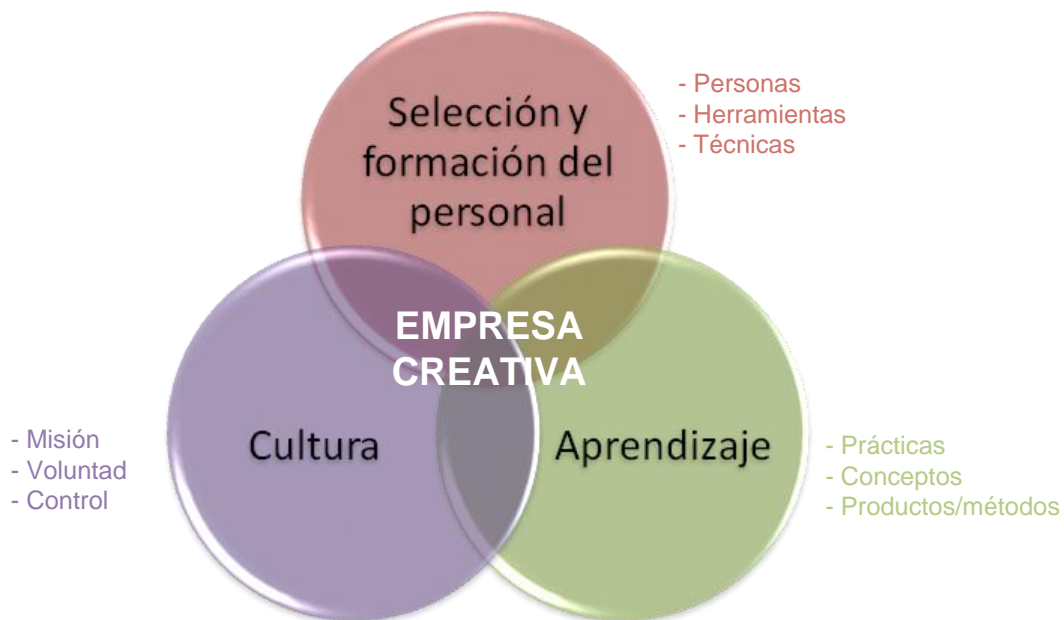 Selección y
formación del
personal
- Personas
- Herramientas
- Técnicas
EMPRESA
CREATIVA
Cultura
- Misión
- Voluntad
- Control
Aprendizaje
- Prácticas
- Conceptos
- Productos/métodos